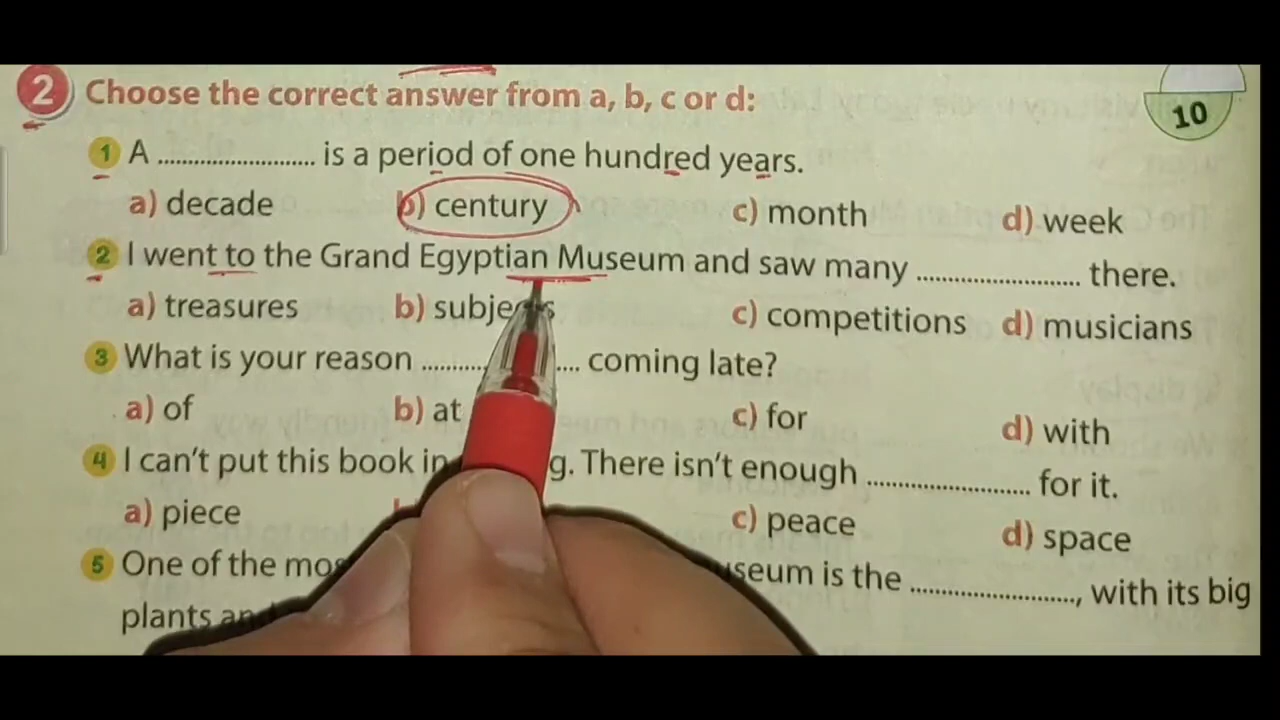 2 Choose the correct answer from a, b, c or d:
10
1 A ........................ is a period of one hundred years.
a) decade b) century c) month d) week
2 I went to the Grand Egyptian Museum and saw many ........................ there.
a) treasures b) subjects c) competitions d) musicians
3 What is your reason ........................ coming late?
a) of b) at c) for d) with
4 I can't put this book in g. There isn't enough ........................ for it.
a) piece c) peace d) space
5 One of the useum is the ........................, with its big
plants